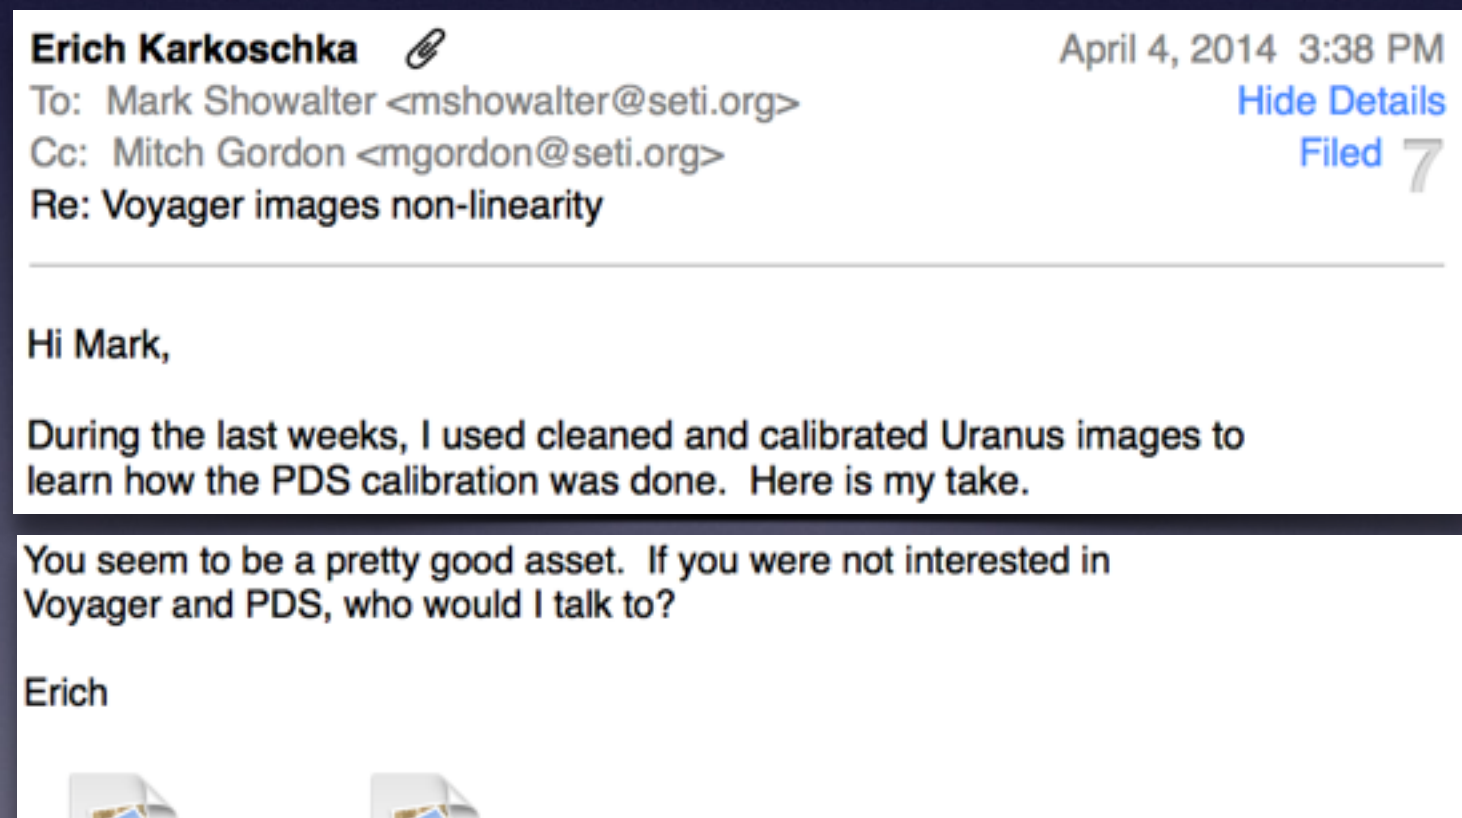 Erich Karkoschka
April 4, 2014  3:38 PM
To:  Mark Showalter <mshowalter@seti.org>
Hide Details
Cc:  Mitch Gordon <mgordon@seti.org>
Filed 7
Re: Voyager images non-linearity
Hi Mark,
During the last weeks, I used cleaned and calibrated Uranus images to
learn how the PDS calibration was done.  Here is my take.
You seem to be a pretty good asset.  If you were not interested in
Voyager and PDS, who would I talk to?
Erich